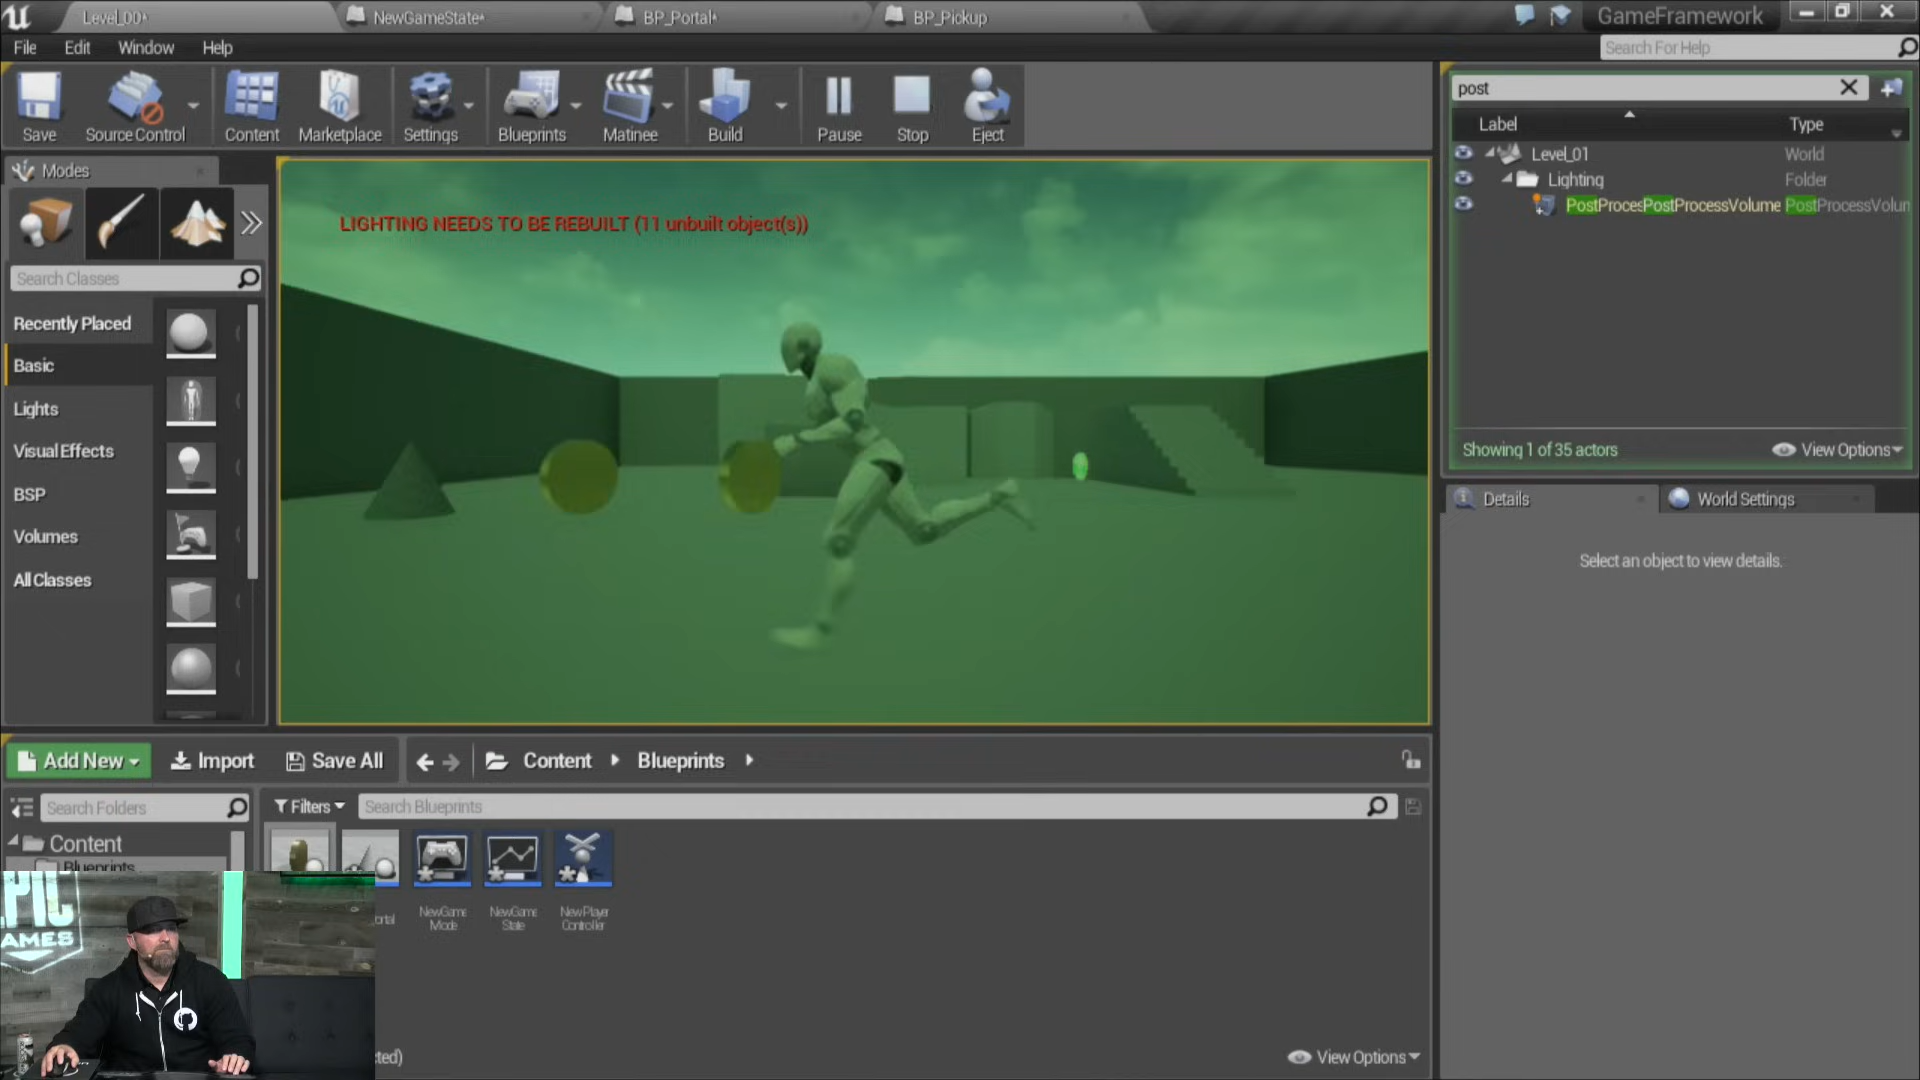 Level_00*
NewGameState*
BP_Portal*
BP_Pickup
GameFramework
File
Edit
Window
Help
Search For Help
Save
Source Control
Content
Marketplace
Settings
Blueprints
Matinee
Build
Pause
Stop
Eject
post
Label
Type
Level_01
World
Lighting
Folder
PostProcesPostProcessVolume
PostProcessVolun
Showing 1 of 35 actors
View Options
Modes
Search Classes
Recently Placed
Basic
Lights
Visual Effects
BSP
Volumes
All Classes
LIGHTING NEEDS TO BE REBUILT (11 unbuilt object(s))
Details
World Settings
Select an object to view details.
Add New
Import
Save All
Content
Blueprints
Search Folders
Filters
Search Blueprints
Content
Blueprints
NewGame
Mode
NewGame
State
NewPlayer
Controller
View Options